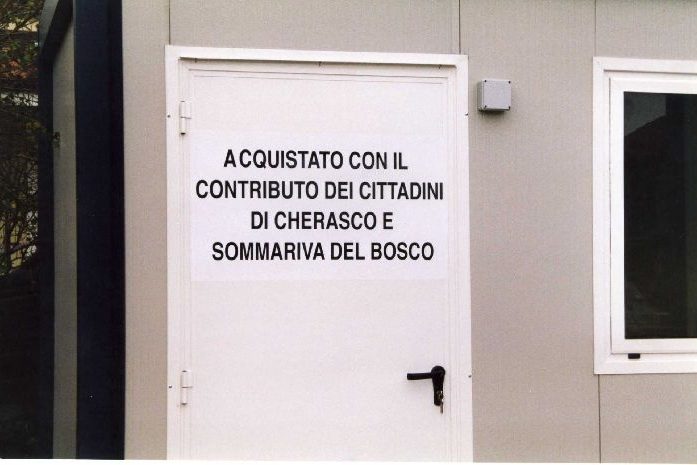 ACQUISTATO CON IL
CONTRIBUTO DEI CITTADINI
DI CHERASCO E
SOMMARIVA DEL BOSCO